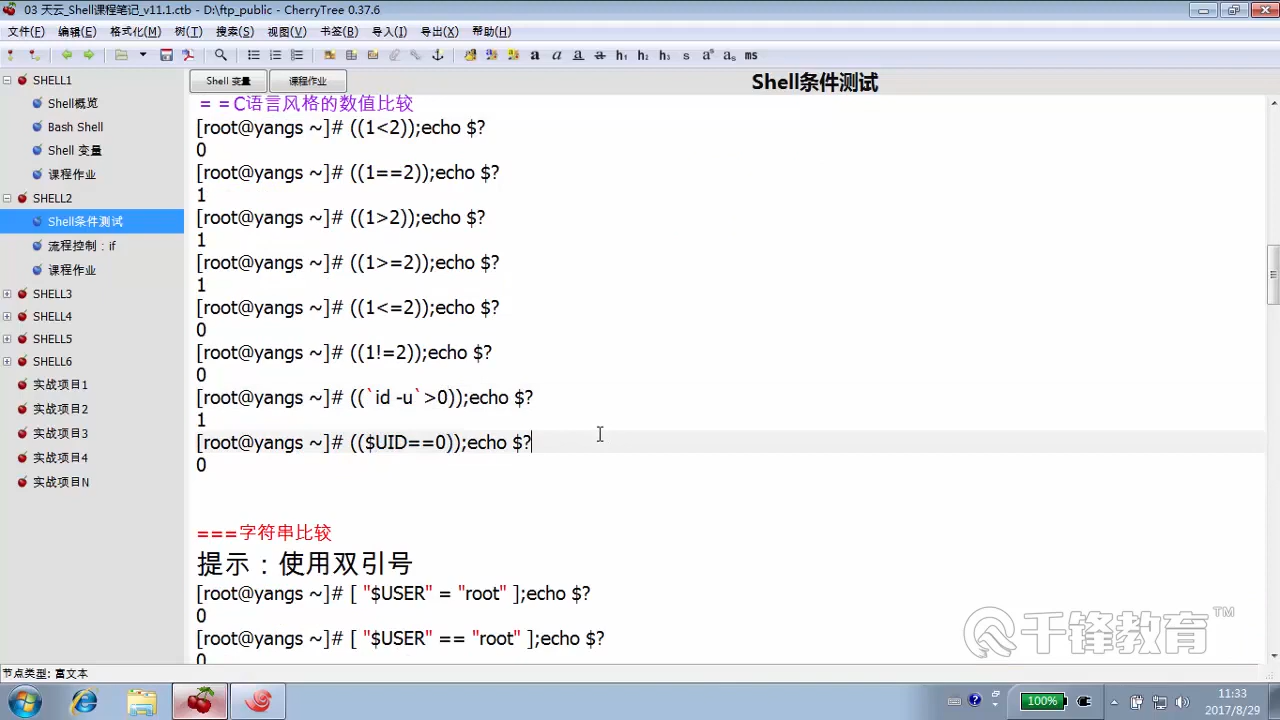 03 天云_Shell课程笔记_v11.1.ctb - D:\ftp_public - CherryTree 0.37.6
文件(F) 编辑(E) 格式化(M) 树(T) 搜索(S) 视图(V) 书签(B) 导入(I) 导出(X) 帮助(H)
a a a a h₁ h₂ h₃ s aˢ aₛ ms
SHELL1
Shell概览
Bash Shell
Shell 变量
课程作业
SHELL2
Shell条件测试
流程控制：if
课程作业
SHELL3
SHELL4
SHELL5
SHELL6
实战项目1
实战项目2
实战项目3
实战项目4
实战项目N
Shell 变量 课程作业 Shell条件测试
= =C语言风格的数值比较
[root@yangs ~]# ((1<2));echo $?
0
[root@yangs ~]# ((1==2));echo $?
1
[root@yangs ~]# ((1>2));echo $?
1
[root@yangs ~]# ((1>=2));echo $?
1
[root@yangs ~]# ((1<=2));echo $?
0
[root@yangs ~]# ((1!=2));echo $?
0
[root@yangs ~]# ((`id -u`>0));echo $?
1
[root@yangs ~]# (($UID==0));echo $?
0
===字符串比较
提示：使用双引号
[root@yangs ~]# [ "$USER" = "root" ];echo $?
0
[root@yangs ~]# [ "$USER" == "root" ];echo $?
0
千锋教育™
节点类型: 富文本
100%
11:33
2017/8/29